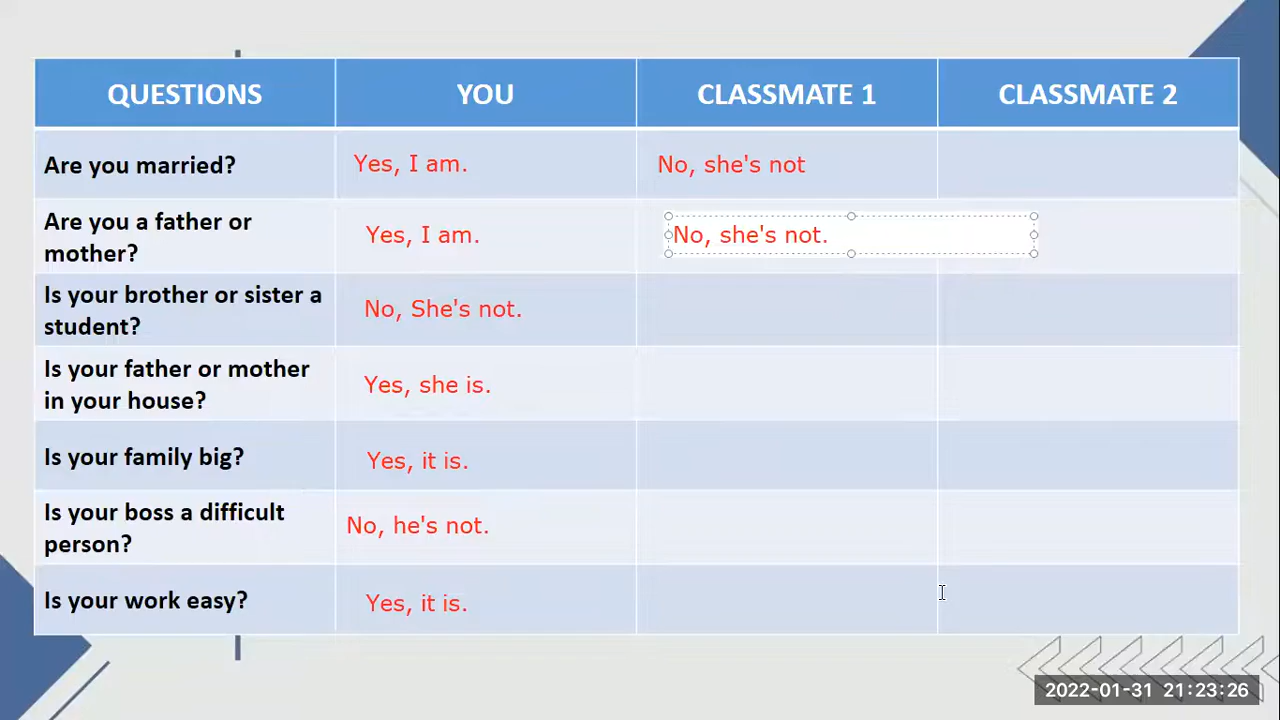 QUESTIONS YOU CLASSMATE 1 CLASSMATE 2
Are you married? Yes, I am. No, she's not
Are you a father or
mother? Yes, I am. No, she's not.
Is your brother or sister a
student? No, She's not.
Is your father or mother
in your house? Yes, she is.
Is your family big? Yes, it is.
Is your boss a difficult
person? No, he's not.
Is your work easy? Yes, it is.
2022-01-31 21:23:26